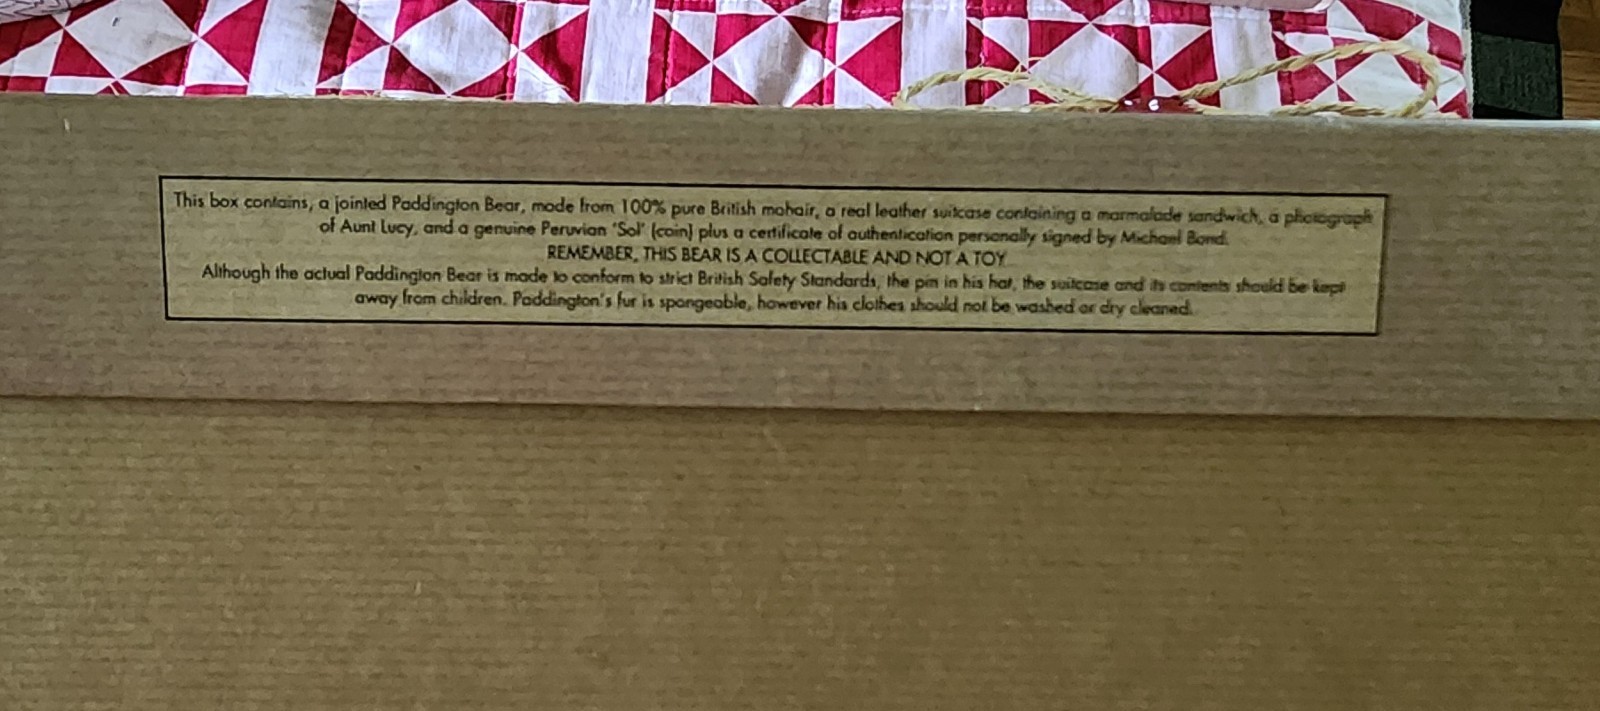 This box contains, a jointed Paddington Bear, made from 100% pure British mohair, a real leather suitcase containing a marmalade sandwich, a photograph
of Aunt Lucy, and a genuine Peruvian 'Sol' (coin) plus a certificate of authentication personally signed by Michael Bond.
REMEMBER, THIS BEAR IS A COLLECTABLE AND NOT A TOY
Although the actual Paddington Bear is made to conform to strict British Safety Standards, the pin in his hat, the suitcase and its contents should be kept
away from children. Paddington's fur is spongeable, however his clothes should not be washed or dry cleaned.